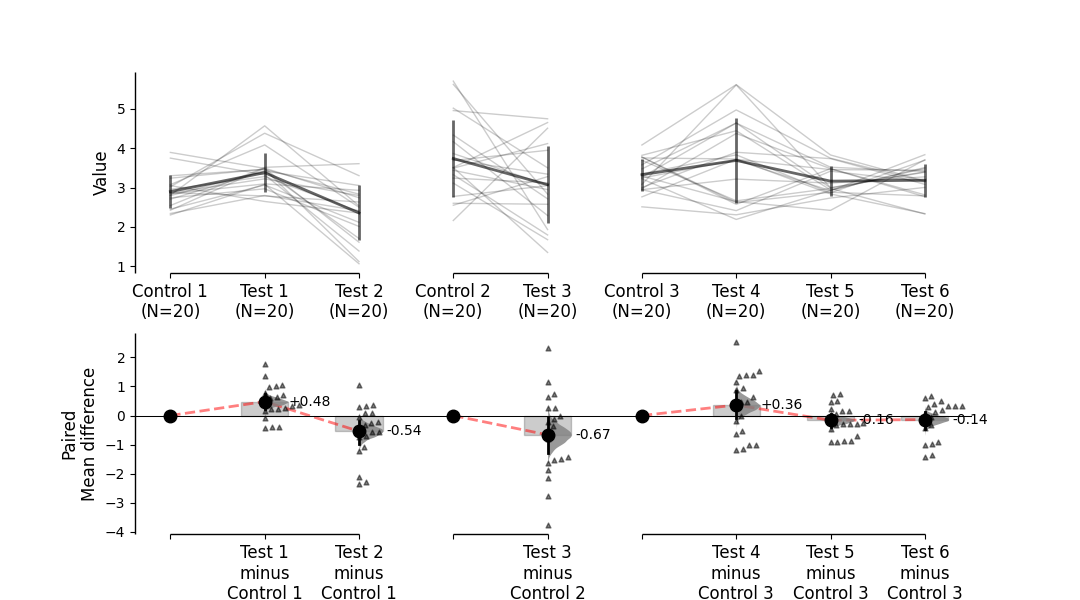 Value
5
4
3
2
1
Control 1 Test 1 Test 2 Control 2 Test 3 Control 3 Test 4 Test 5 Test 6
(N=20) (N=20) (N=20) (N=20) (N=20) (N=20) (N=20) (N=20) (N=20)
Paired
Mean difference
2
1
0
−1
−2
−3
−4
+0.48
-0.54
-0.67
+0.36
-0.16
-0.14
Test 1 Test 2 Test 3 Test 4 Test 5 Test 6
minus minus minus minus minus minus
Control 1 Control 1 Control 2 Control 3 Control 3 Control 3